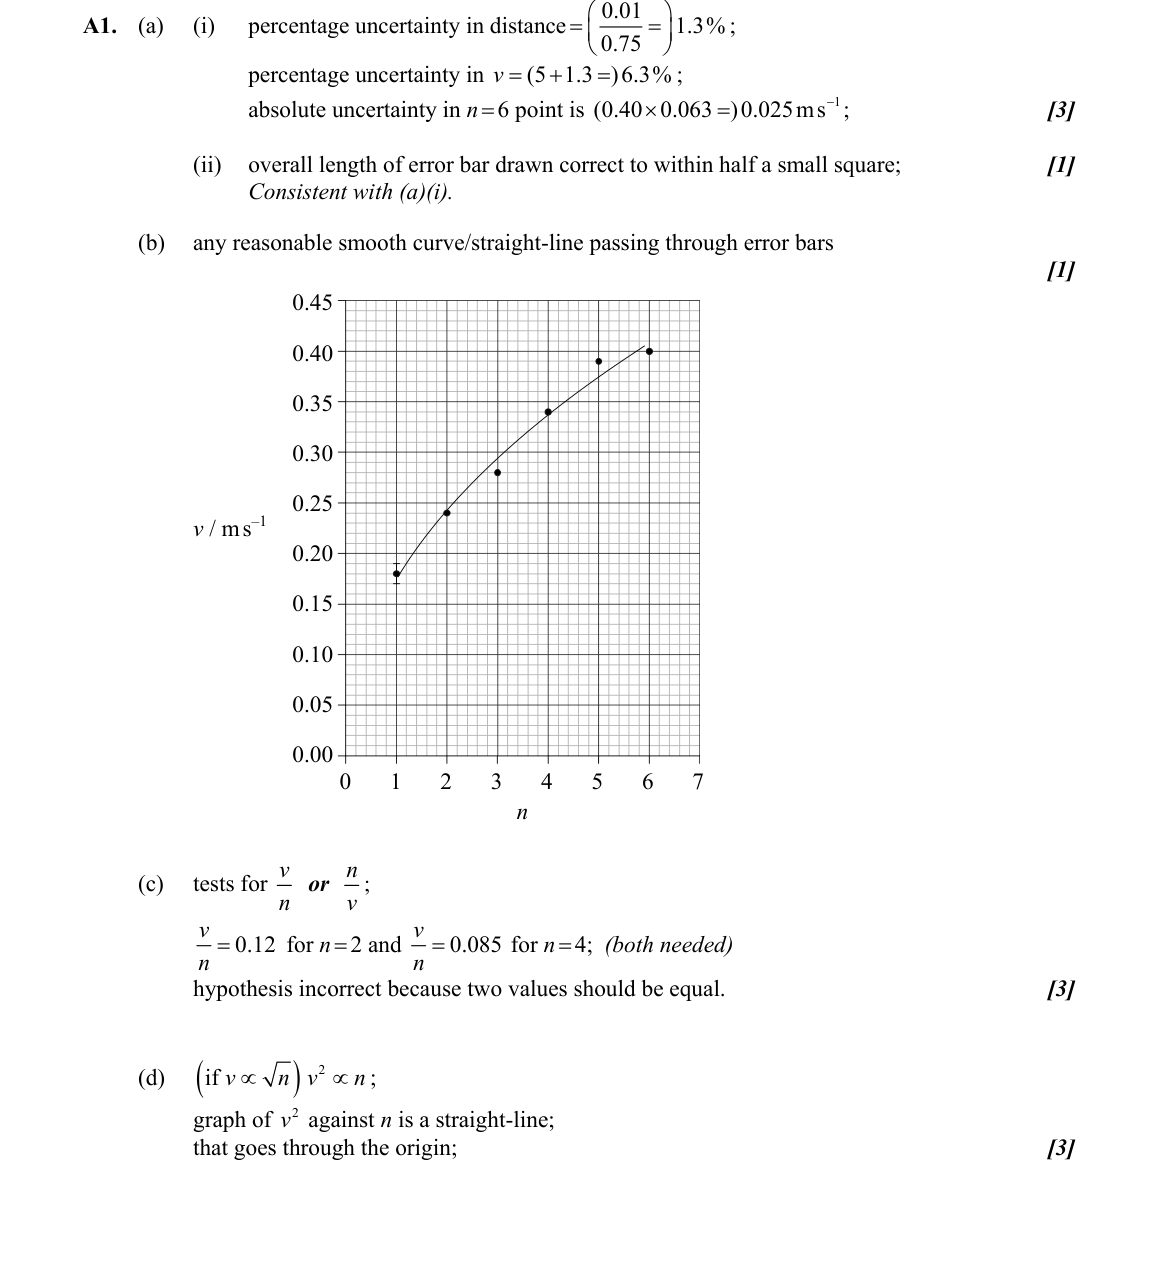 A1. (a) (i) percentage uncertainty in distance = (0.01/0.75 =) 1.3%;
percentage uncertainty in v = (5+1.3 =) 6.3%;
absolute uncertainty in n=6 point is (0.40×0.063 =) 0.025 m s⁻¹; [3]
(ii) overall length of error bar drawn correct to within half a small square; [1]
Consistent with (a)(i).
(b) any reasonable smooth curve/straight-line passing through error bars
[1]
0.45
0.40
0.35
0.30
0.25
v / m s⁻¹
0.20
0.15
0.10
0.05
0.00
0 1 2 3 4 5 6 7
n
(c) tests for v/n or n/v;
v/n = 0.12 for n=2 and v/n = 0.085 for n=4; (both needed)
hypothesis incorrect because two values should be equal. [3]
(d) (if v ∝ √n) v² ∝ n;
graph of v² against n is a straight-line;
that goes through the origin; [3]